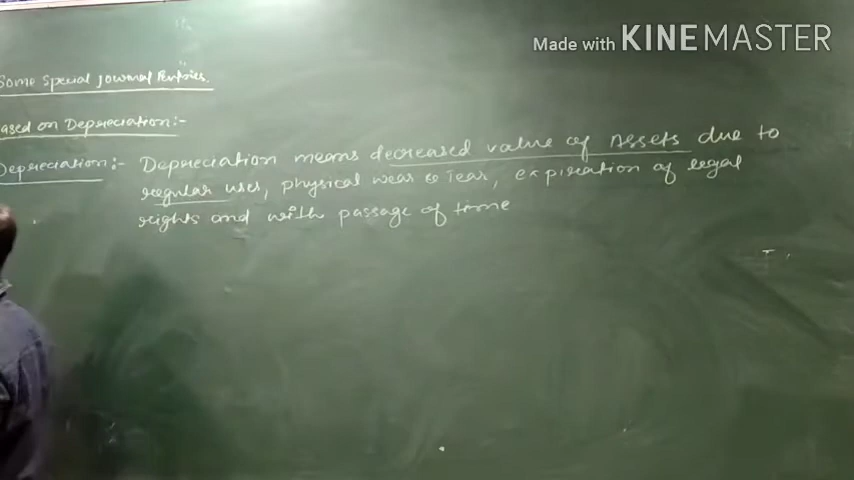 Made with KINEMASTER
Some Special Journal Entries.
ased on Depreciation:-
Depreciation:- Depreciation means decreased value of Assets due to
regular uses, physical wear & Tear, expiration of legal
rights and with passage of time